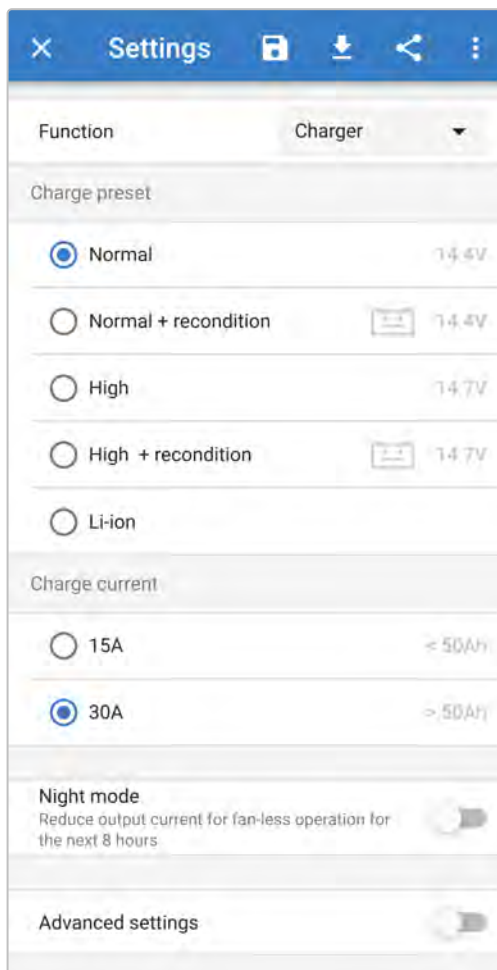 Settings
Function Charger
Charge preset
Normal 14.4V
Normal + recondition 14.4V
High 14.7V
High + recondition 14.7V
Li-ion
Charge current
15A < 50Ah
30A > 50Ah
Night mode
Reduce output current for fan-less operation for
the next 8 hours
Advanced settings